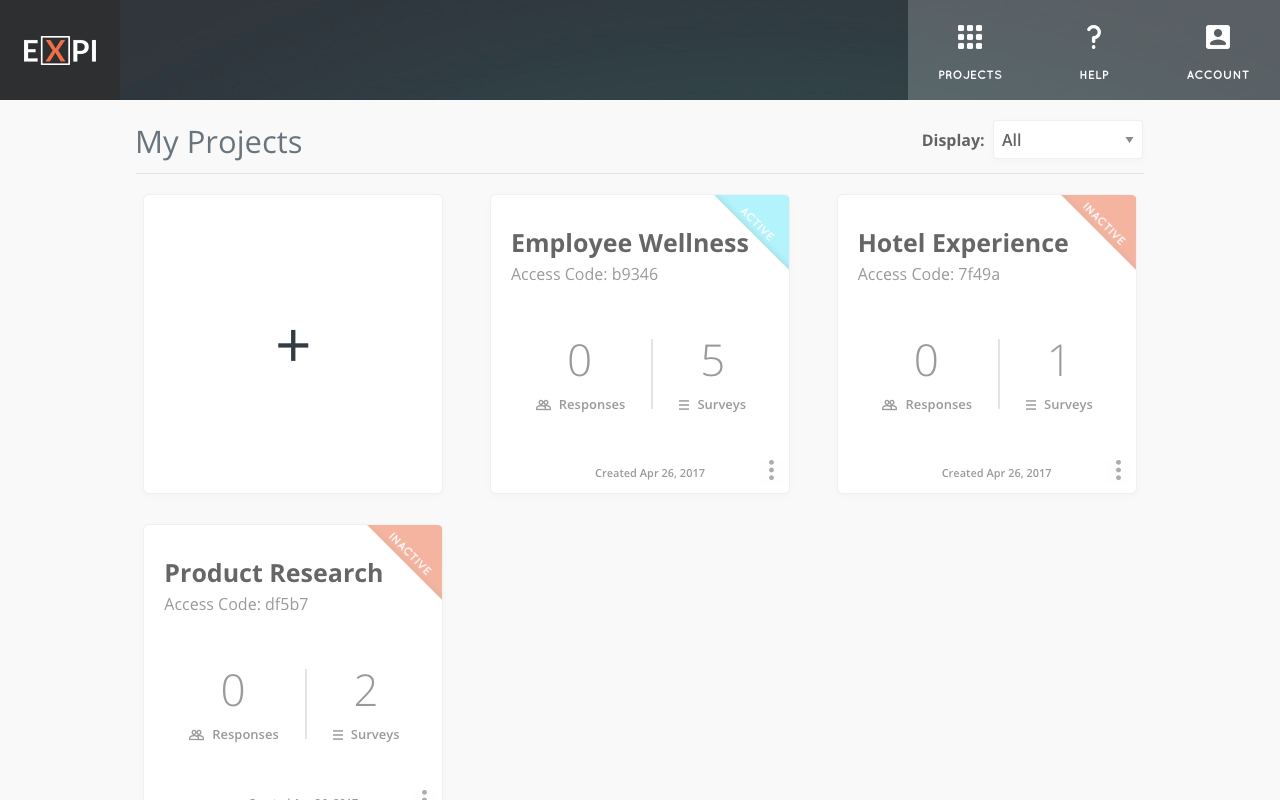 EXPI
PROJECTS
HELP
ACCOUNT
My Projects
Display:
All
ACTIVE
Employee Wellness
Access Code: b9346
0
5
Responses
Surveys
Created Apr 26, 2017
INACTIVE
Hotel Experience
Access Code: 7f49a
0
1
Responses
Surveys
Created Apr 26, 2017
INACTIVE
Product Research
Access Code: df5b7
0
2
Responses
Surveys